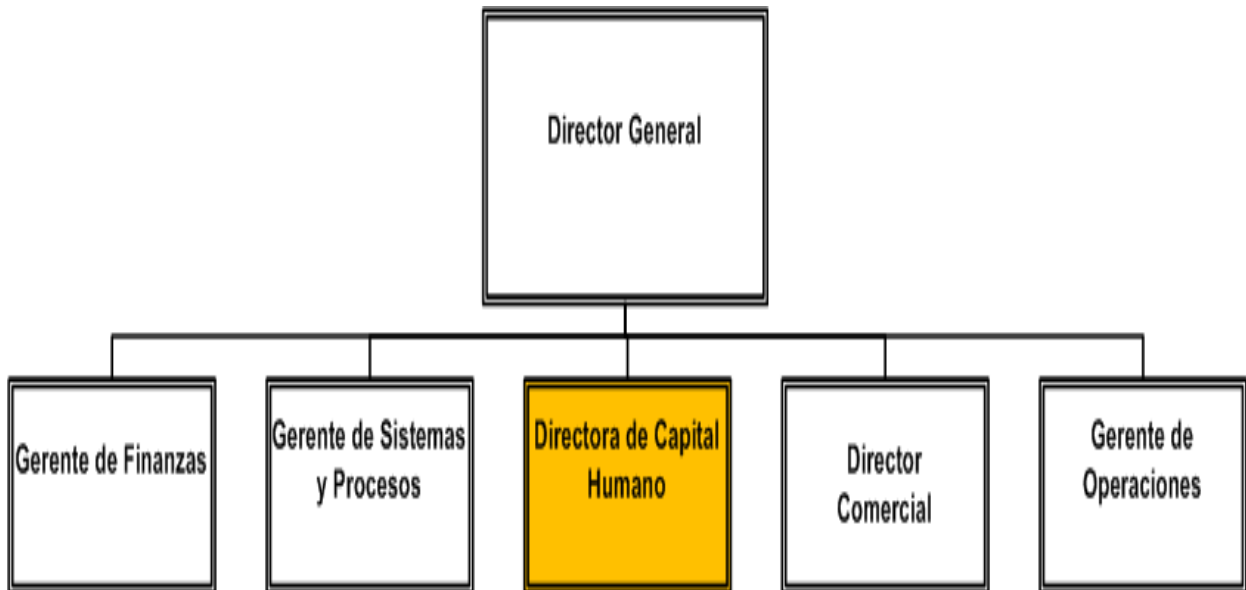 Director General
Gerente de Finanzas
Gerente de Sistemas
y Procesos
Directora de Capital
Humano
Director
Comercial
Gerente de
Operaciones